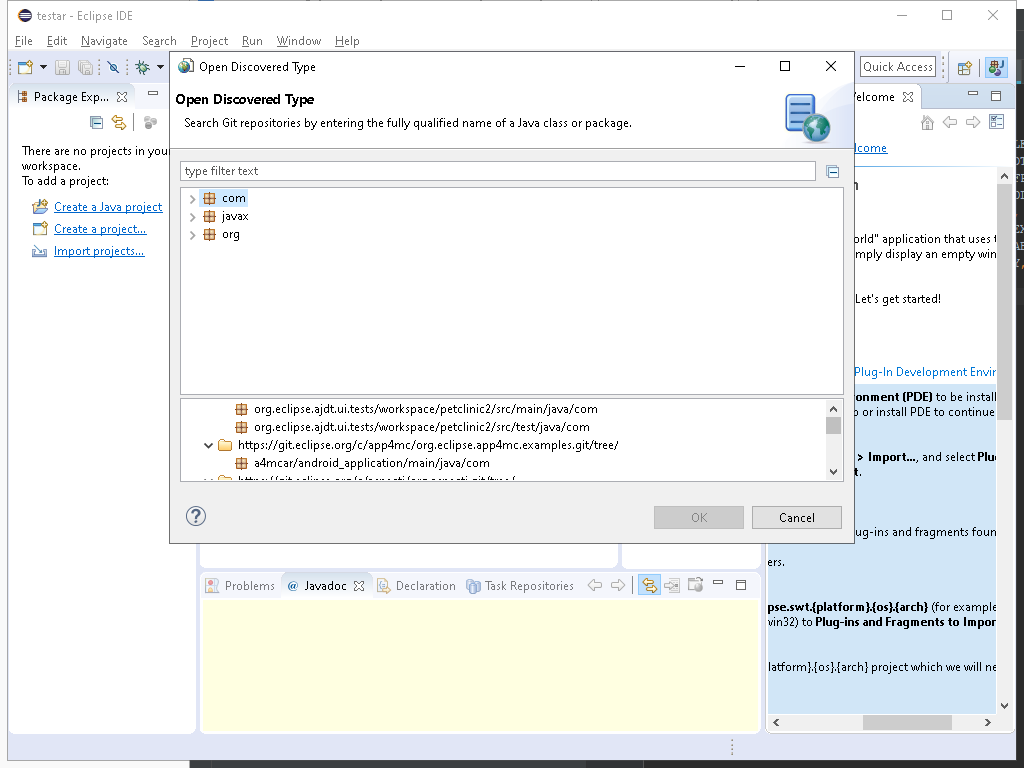 testar - Eclipse IDE
File Edit Navigate Search Project Run Window Help
Quick Access
Package Exp...
There are no projects in your
workspace.
To add a project:
Create a Java project
Create a project...
Import projects...
Open Discovered Type
Open Discovered Type
Search Git repositories by entering the fully qualified name of a Java class or package.
type filter text
com
javax
org
org.eclipse.ajdt.ui.tests/workspace/petclinic2/src/main/java/com
org.eclipse.ajdt.ui.tests/workspace/petclinic2/src/test/java/com
https://git.eclipse.org/c/app4mc/org.eclipse.app4mc.examples.git/tree/
a4mcar/android_application/main/java/com
? OK Cancel
elcome
come
orld" application that uses t
mply display an empty win
Let's get started!
Plug-In Development Envir
onment (PDE) to be install
or install PDE to continue
> Import..., and select Plu
t.
ug-ins and fragments foun
ers.
pse.swt.{platform}.{os}.{arch} (for example
vin32) to Plug-ins and Fragments to Impor
latform}.{os}.{arch} project which we will ne
Problems @ Javadoc Declaration Task Repositories